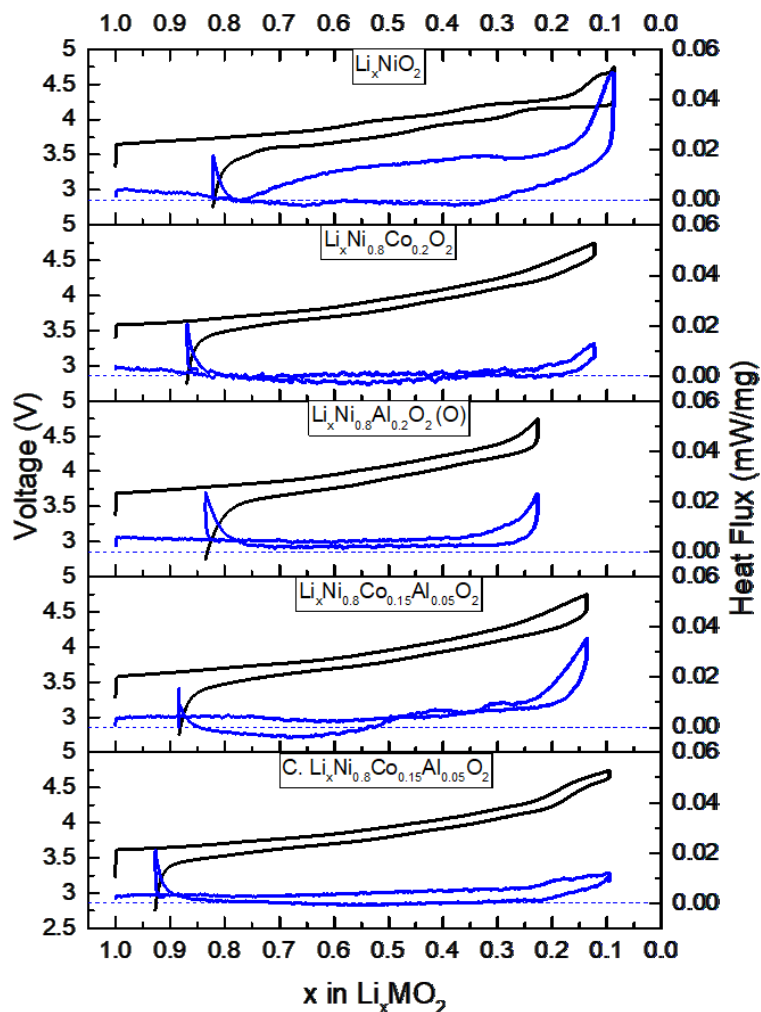 0.0 0.1 0.2 0.3 0.4 0.5 0.6 0.7 0.8 0.9 1.0
5 LiₓNiO₂ 0.06
4.5 0.04
4
3.5 0.02
3 0.00
5 LiₓNi₀.₈Co₀.₂O₂ 0.06
4.5 0.04
4
3.5 0.02
3 0.00
5 LiₓNi₀.₈Al₀.₂O₂ (O) 0.06
4.5 0.04
4
3.5 0.02
3 0.00
5 LiₓNi₀.₈Co₀.₁₅Al₀.₀₅O₂ 0.06
4.5 0.04
4
3.5 0.02
3 0.00
5 C. LiₓNi₀.₈Co₀.₁₅Al₀.₀₅O₂ 0.06
4.5 0.04
4
3.5 0.02
3 0.00
2.5
1.0 0.9 0.8 0.7 0.6 0.5 0.4 0.3 0.2 0.1 0.0
x in LiₓMO₂
Voltage (V)
Heat Flux (mW/mg)